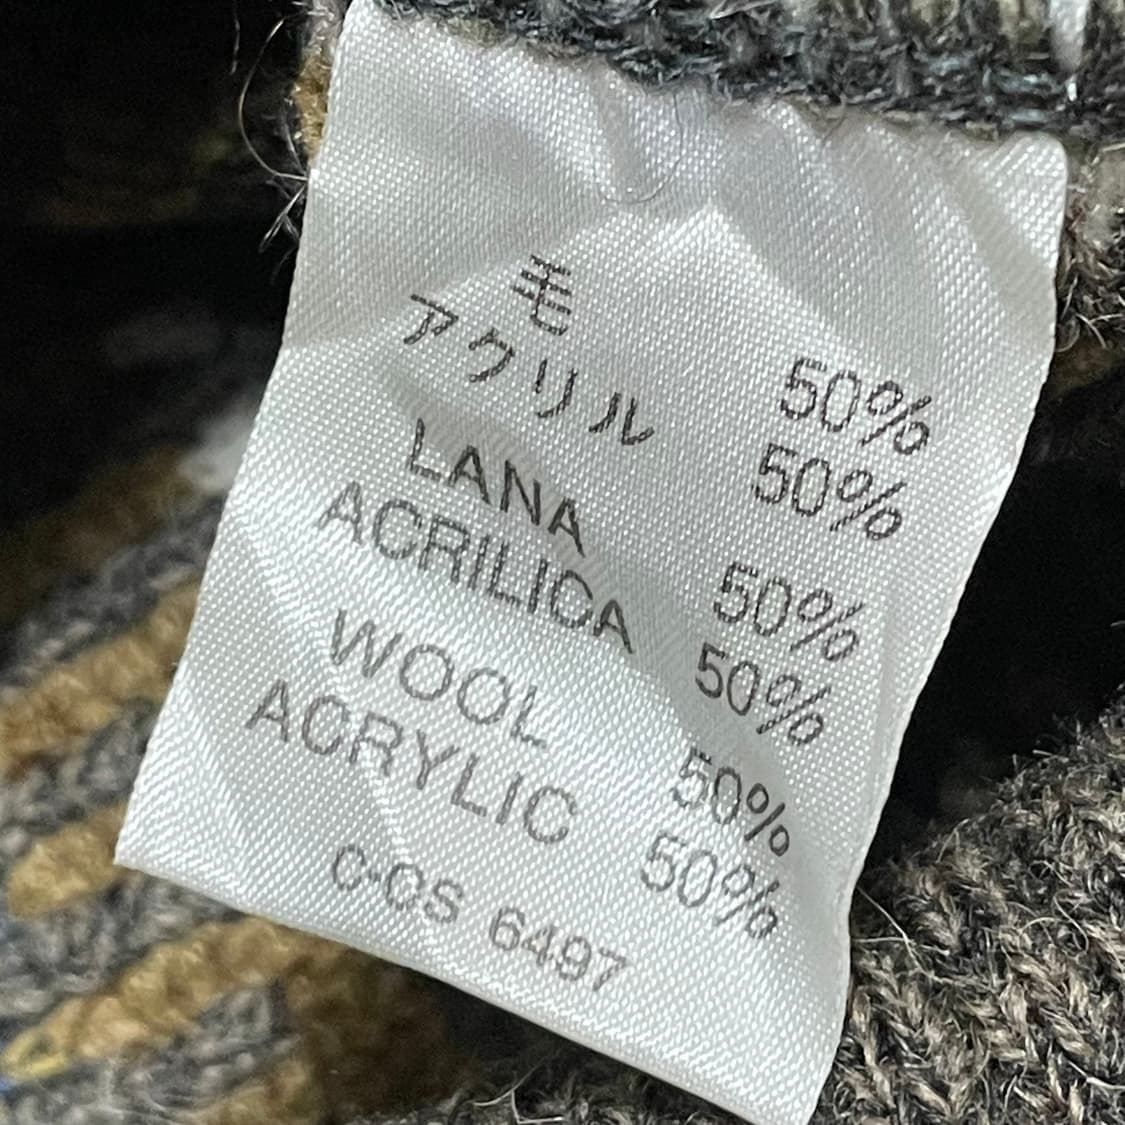 毛 50%
アクリル 50%
LANA 50%
ACRILICA 50%
WOOL 50%
ACRYLIC 50%
C-OS 6497